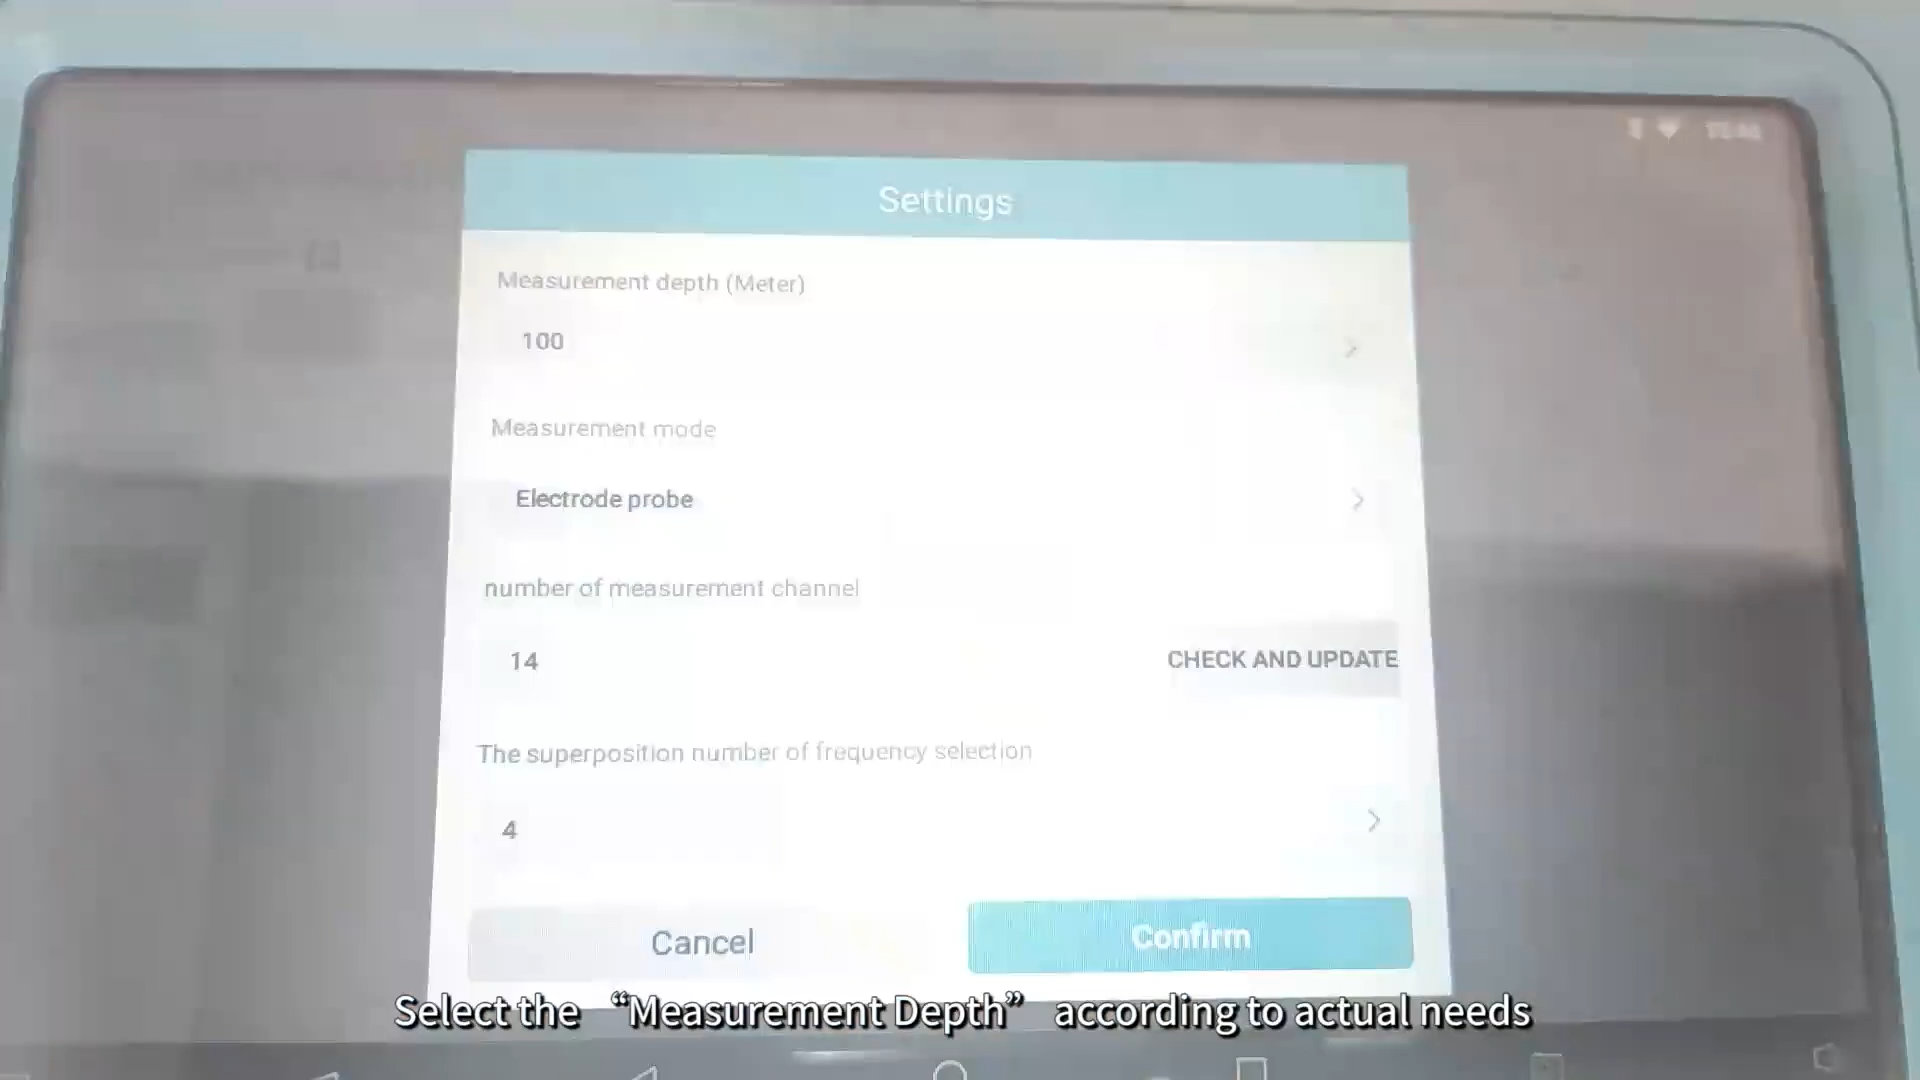 Settings
Measurement depth (Meter)
100
Measurement mode
Electrode probe
number of measurement channel
14
CHECK AND UPDATE
The superposition number of frequency selection
4
Cancel
Confirm
Select the “Measurement Depth” according to actual needs